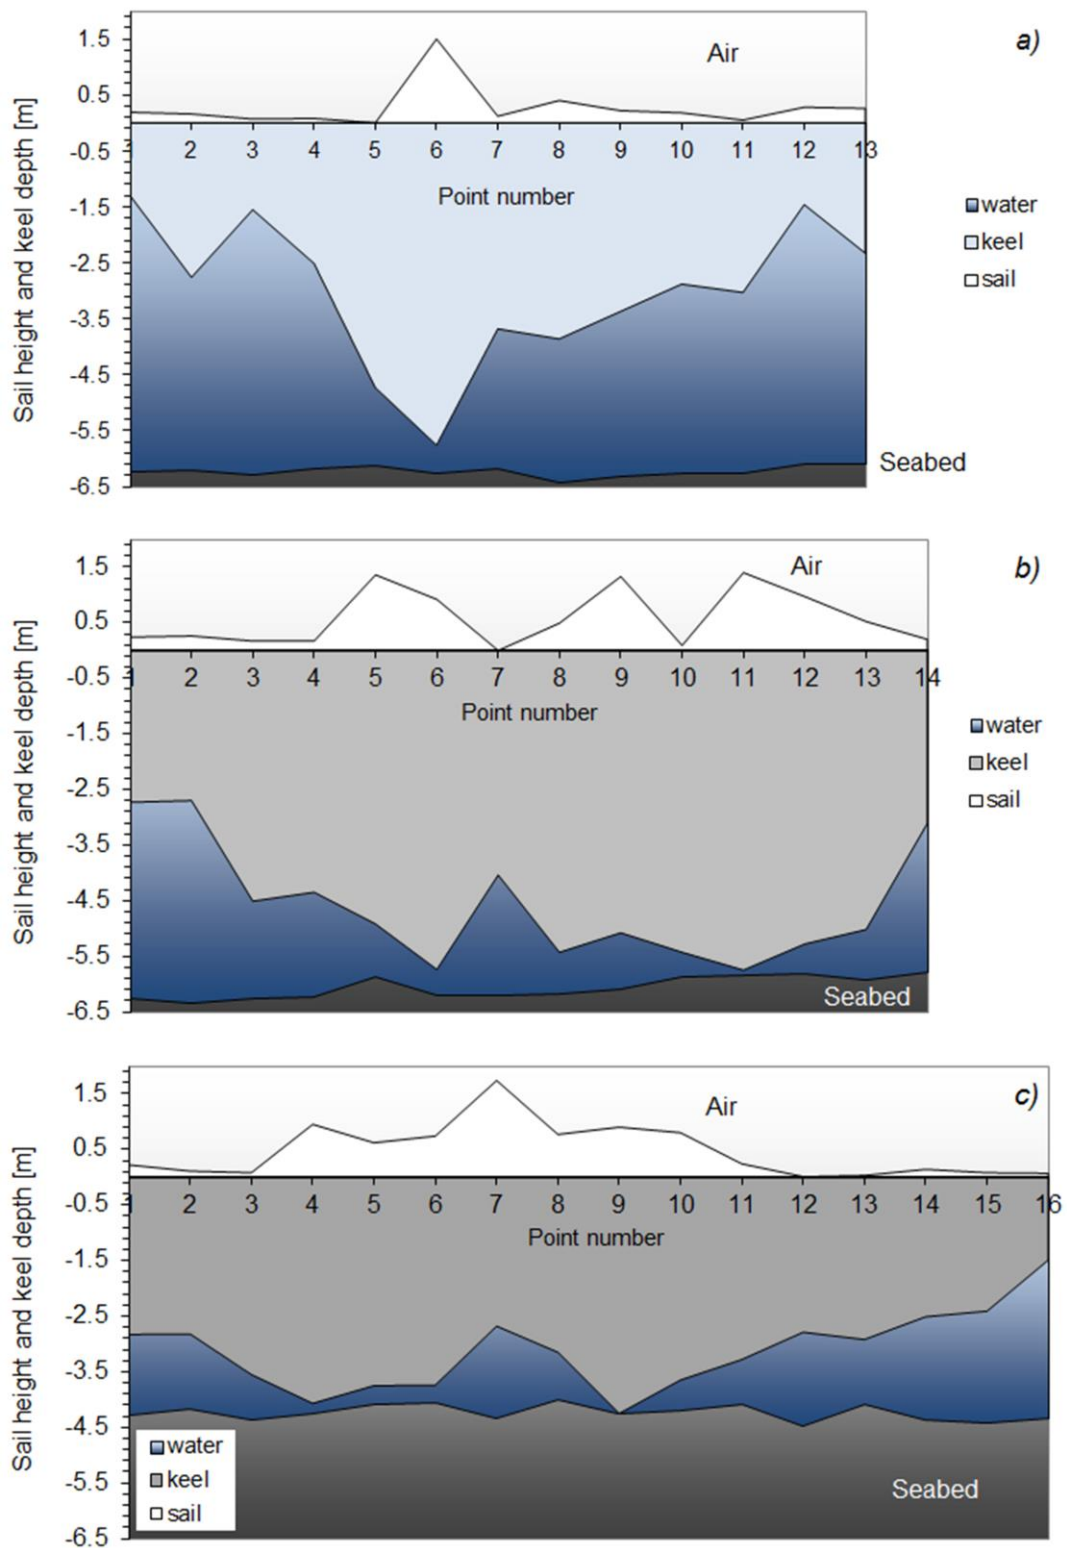 a)
1.5
Air
0.5
-0.5 1 2 3 4 5 6 7 8 9 10 11 12 13
Point number
-1.5
-2.5
-3.5
-4.5
-5.5
-6.5
Sail height and keel depth [m]
water
keel
sail
Seabed
b)
1.5
Air
0.5
-0.5 1 2 3 4 5 6 7 8 9 10 11 12 13 14
Point number
-1.5
-2.5
-3.5
-4.5
-5.5
-6.5
Sail height and keel depth [m]
water
keel
sail
Seabed
c)
1.5
Air
0.5
-0.5 1 2 3 4 5 6 7 8 9 10 11 12 13 14 15 16
Point number
-1.5
-2.5
-3.5
-4.5
-5.5
-6.5
Sail height and keel depth [m]
water
keel
sail
Seabed